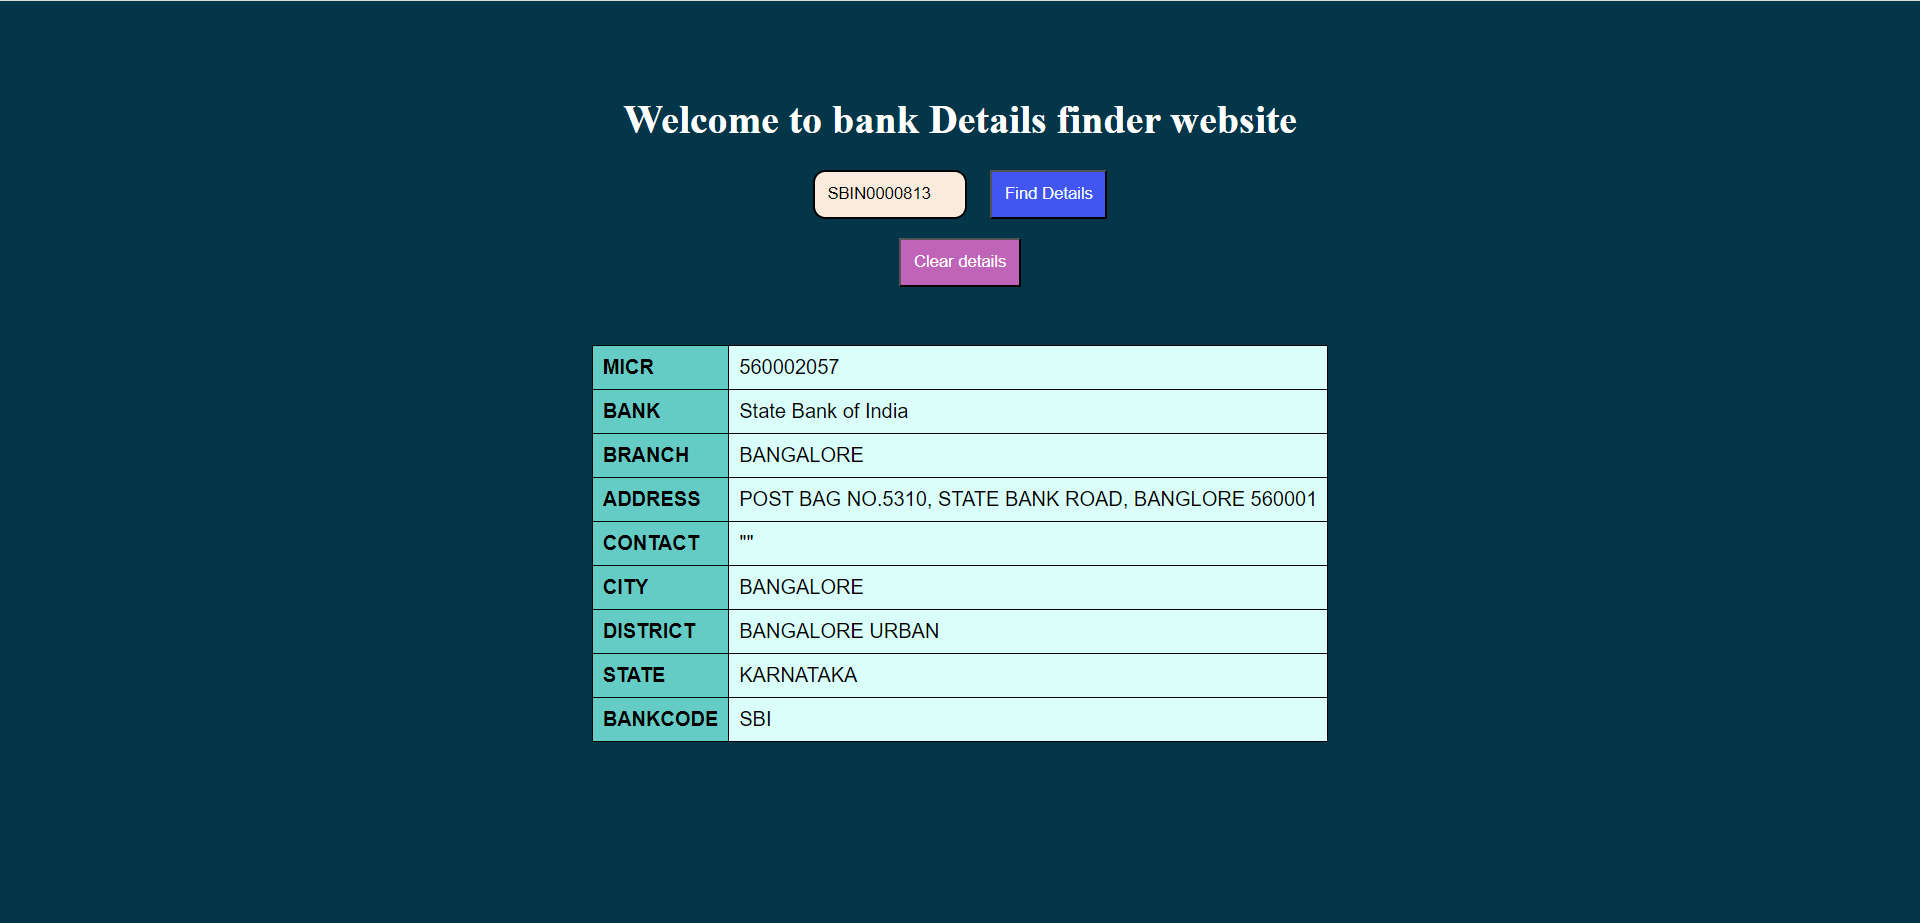 Welcome to bank Details finder website
SBIN0000813 Find Details
Clear details
MICR 560002057
BANK State Bank of India
BRANCH BANGALORE
ADDRESS POST BAG NO.5310, STATE BANK ROAD, BANGLORE 560001
CONTACT ""
CITY BANGALORE
DISTRICT BANGALORE URBAN
STATE KARNATAKA
BANKCODE SBI